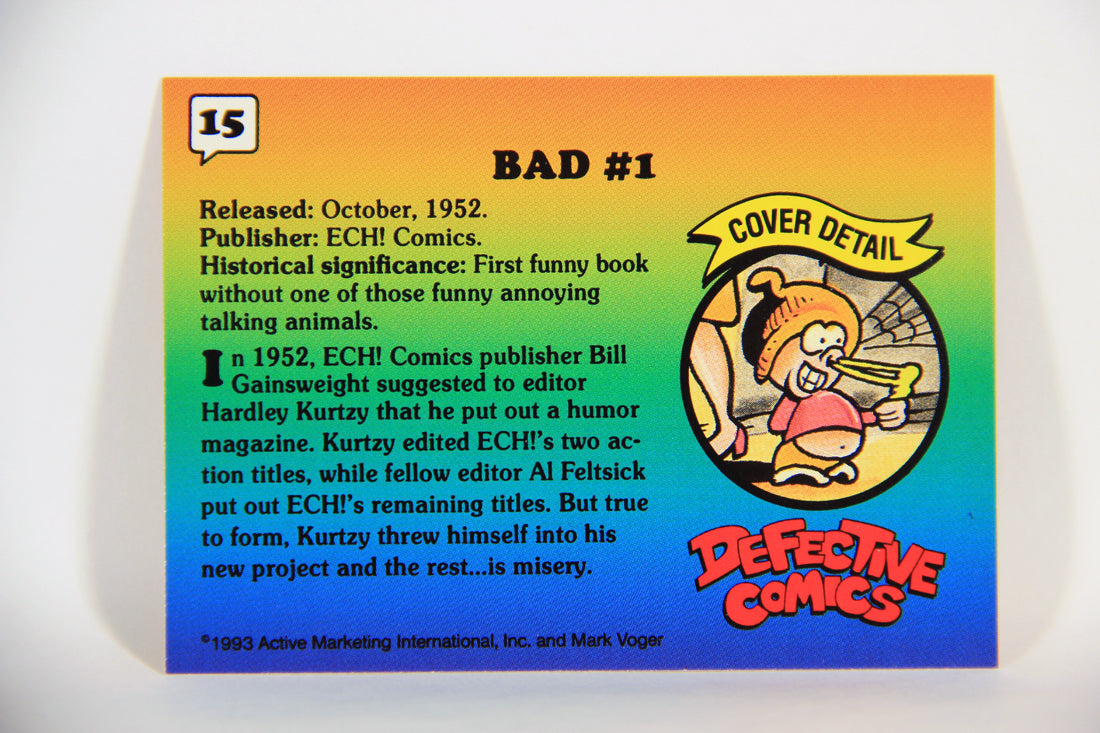 15
BAD #1
Released: October, 1952.
Publisher: ECH! Comics.
Historical significance: First funny book
without one of those funny annoying
talking animals.
In 1952, ECH! Comics publisher Bill
Gainsweight suggested to editor
Hardley Kurtzy that he put out a humor
magazine. Kurtzy edited ECH!'s two ac-
tion titles, while fellow editor Al Feltsick
put out ECH!'s remaining titles. But true
to form, Kurtzy threw himself into his
new project and the rest...is misery.
©1993 Active Marketing International, Inc. and Mark Voger
COVER DETAIL
DEFECTIVE
COMICS